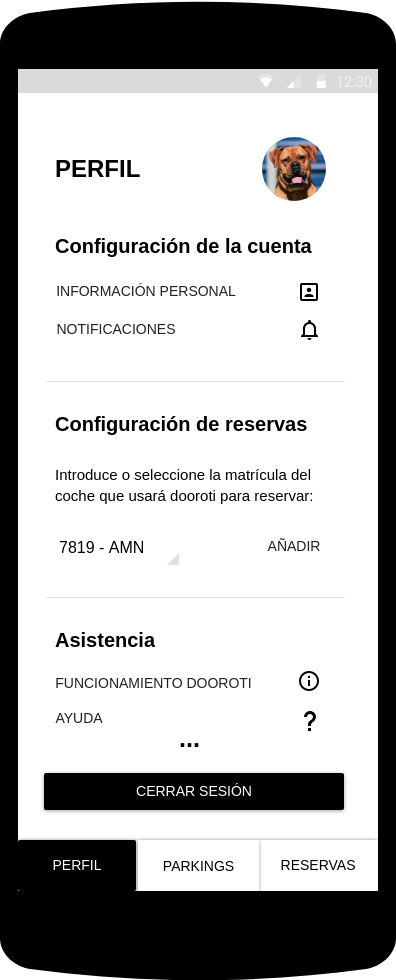 12:30
PERFIL
Configuración de la cuenta
INFORMACIÓN PERSONAL
NOTIFICACIONES
Configuración de reservas
Introduce o seleccione la matrícula del
coche que usará dooroti para reservar:
7819 - AMN AÑADIR
Asistencia
FUNCIONAMIENTO DOOROTI
AYUDA ?
...
CERRAR SESIÓN
PERFIL PARKINGS RESERVAS